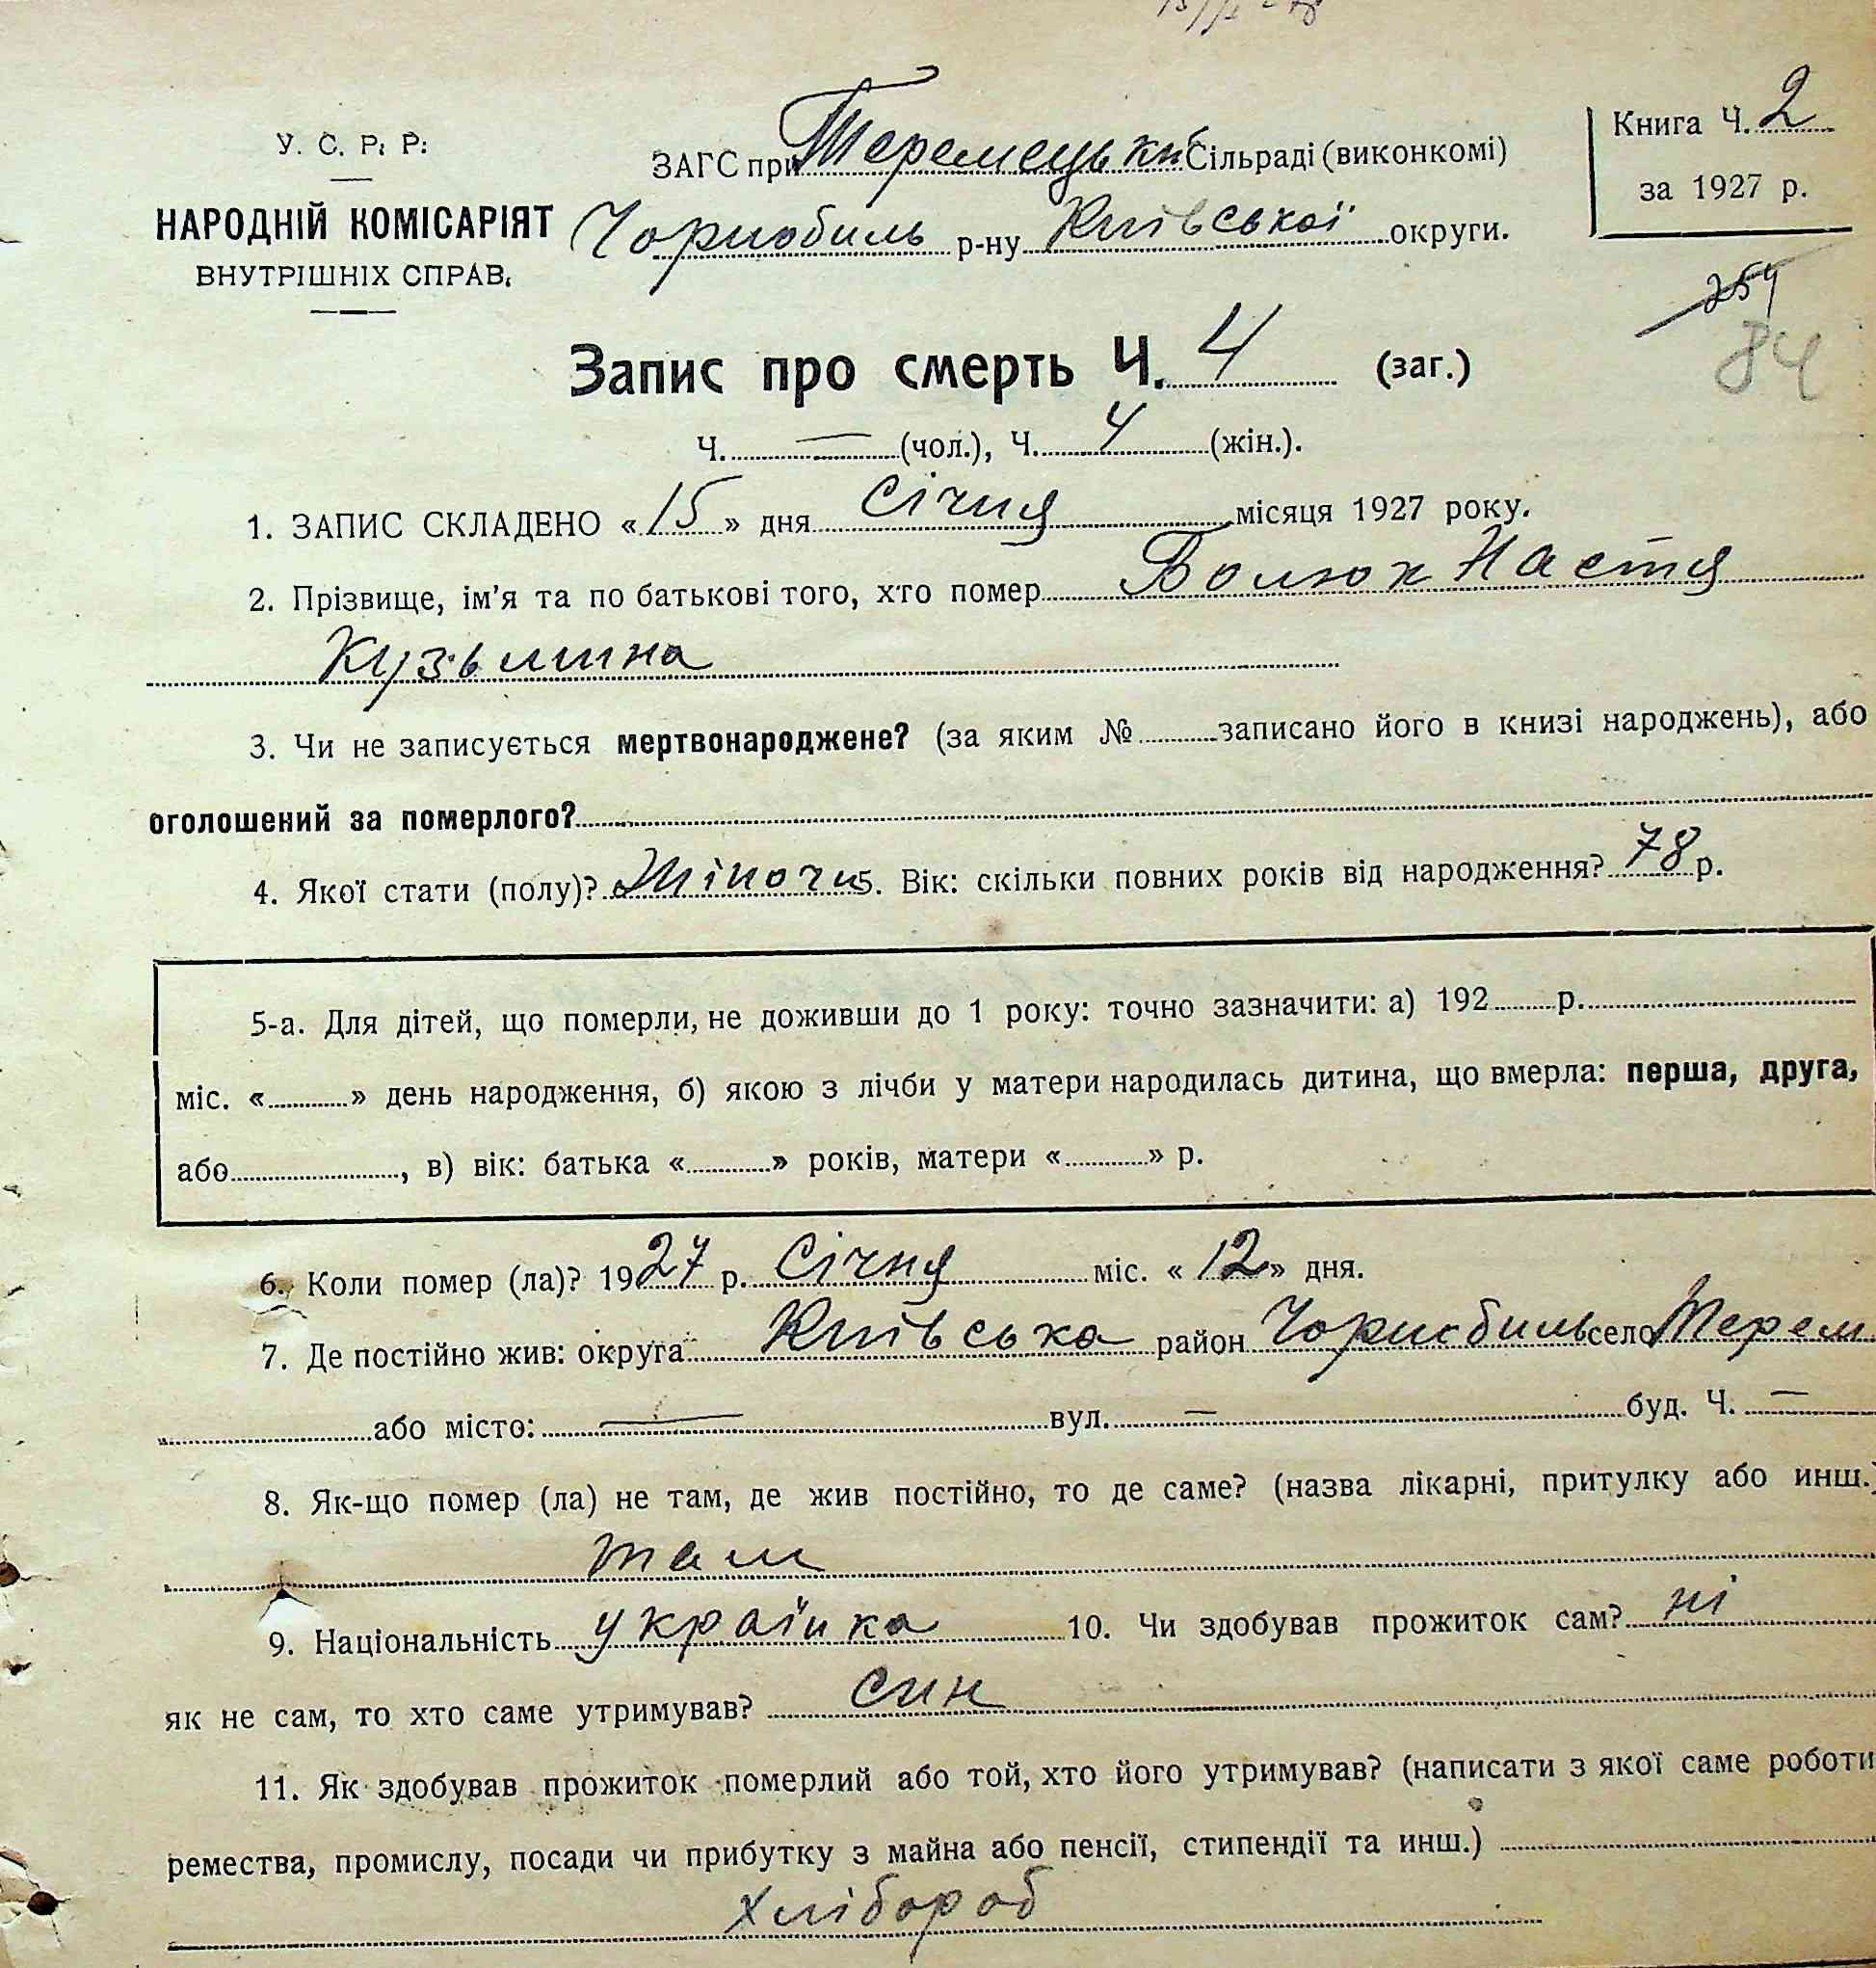 У. С. Р. Р.
НАРОДНІЙ КОМІСАРІЯТ
ВНУТРІШНІХ СПРАВ.
ЗАГС при Теремецькій Сільраді (виконкомі)
Чорнобиль р-ну Київської округи.
Книга Ч. 2
за 1927 р.
254
84
Запис про смерть Ч. 4 (заг.)
Ч. — (чол.), Ч. 4 (жін.).
1. ЗАПИС СКЛАДЕНО «15» дня Січня місяця 1927 року.
2. Прізвище, ім'я та по батькові того, хто помер Болюк Настя
Кузьмина
3. Чи не записується мертвонароджене? (за яким № записано його в книзі народжень), або
оголошений за померлого?
4. Якої стати (полу)? Жіночи 5. Вік: скільки повних років від народження? 78 р.
5-а. Для дітей, що померли, не доживши до 1 року: точно зазначити: а) 192 р.
міс. « » день народження, б) якою з лічби у матери народилась дитина, що вмерла: перша, друга,
або , в) вік: батька « » років, матери « » р.
6. Коли помер (ла)? 1927 р. Січня міс. «12» дня.
7. Де постійно жив: округа Київська район Чорнобиль село Терем
або місто: — вул. — буд. Ч. —
8. Як-що помер (ла) не там, де жив постійно, то де саме? (назва лікарні, притулку або инш.)
там
9. Національність українка 10. Чи здобував прожиток сам? ні
як не сам, то хто саме утримував? син
11. Як здобував прожиток померлий або той, хто його утримував? (написати з якої саме роботи
ремества, промислу, посади чи прибутку з майна або пенсії, стипендії та инш.)
хлібороб